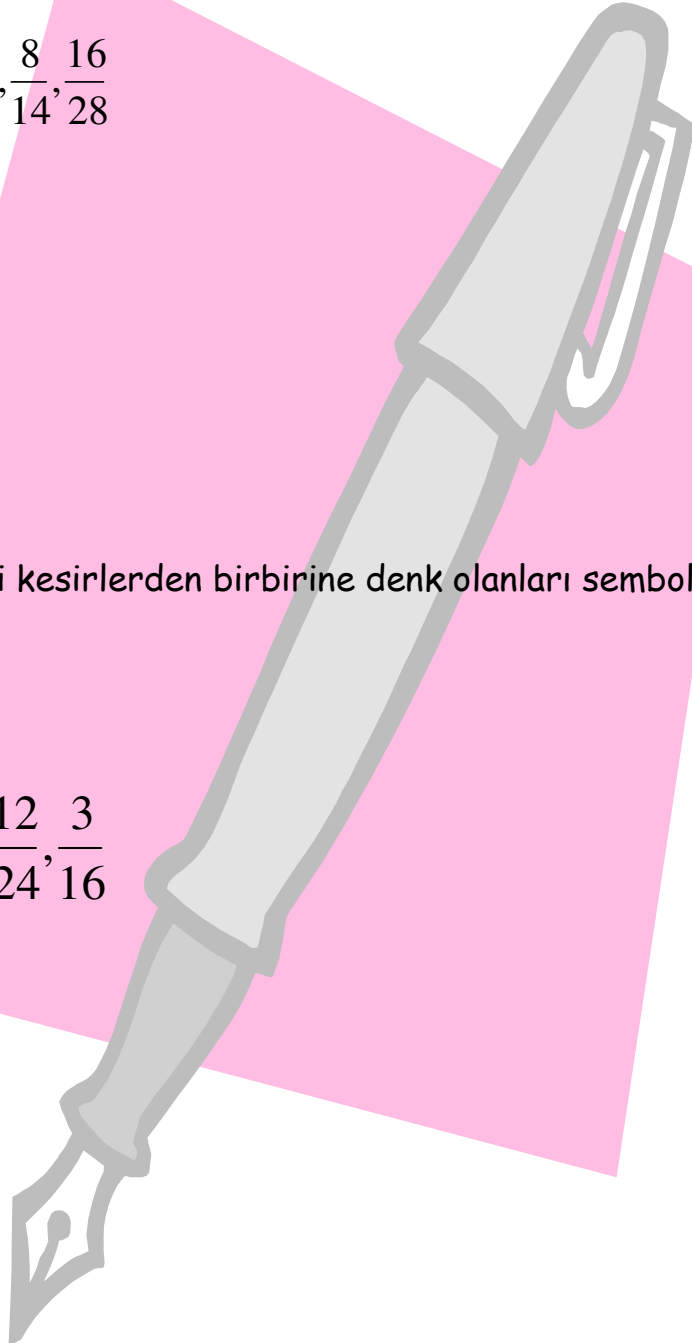 , 8/14, 16/28
i kesirlerden birbirine denk olanları sembol
12/24, 3/16